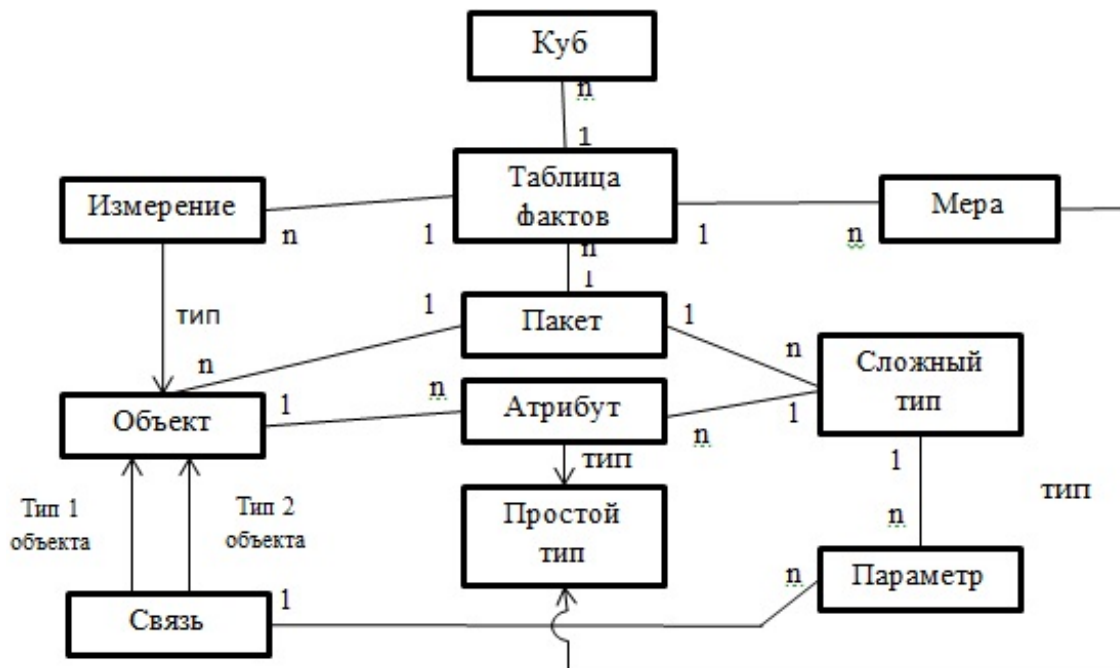 Куб
n
1
Таблица
фактов
Измерение
Мера
n
1
1
n
n
1
Пакет
тип
1
1
n
n
Сложный
тип
Объект
1
n
Атрибут
n
1
тип
1
Простой
тип
тип
n
Тип 1
объекта
Тип 2
объекта
n
Параметр
Связь
1